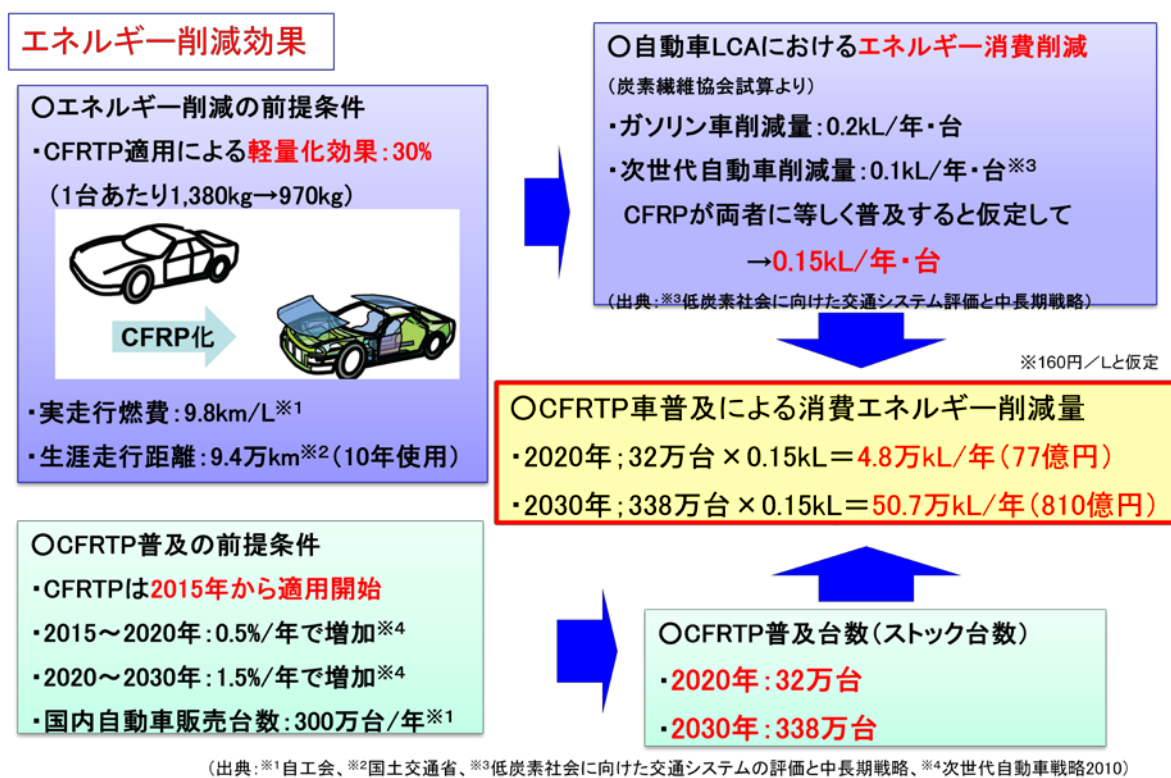 エネルギー削減効果
〇エネルギー削減の前提条件
・CFRTP適用による軽量化効果:30%
(1台あたり1,380kg→970kg)
CFRP化
・実走行燃費:9.8km/L※1
・生涯走行距離:9.4万km※2(10年使用)
〇自動車LCAにおけるエネルギー消費削減
(炭素繊維協会試算より)
・ガソリン車削減量:0.2kL/年・台
・次世代自動車削減量:0.1kL/年・台※3
CFRPが両者に等しく普及すると仮定して
→0.15kL/年・台
(出典:※3低炭素社会に向けた交通システム評価と中長期戦略)
※160円/Lと仮定
〇CFRTP車普及による消費エネルギー削減量
・2020年;32万台×0.15kL=4.8万kL/年(77億円)
・2030年;338万台×0.15kL=50.7万kL/年(810億円)
〇CFRTP普及の前提条件
・CFRTPは2015年から適用開始
・2015~2020年:0.5%/年で増加※4
・2020~2030年:1.5%/年で増加※4
・国内自動車販売台数:300万台/年※1
〇CFRTP普及台数(ストック台数)
・2020年:32万台
・2030年:338万台
(出典:※1自工会、※2国土交通省、※3低炭素社会に向けた交通システムの評価と中長期戦略、※4次世代自動車戦略2010)